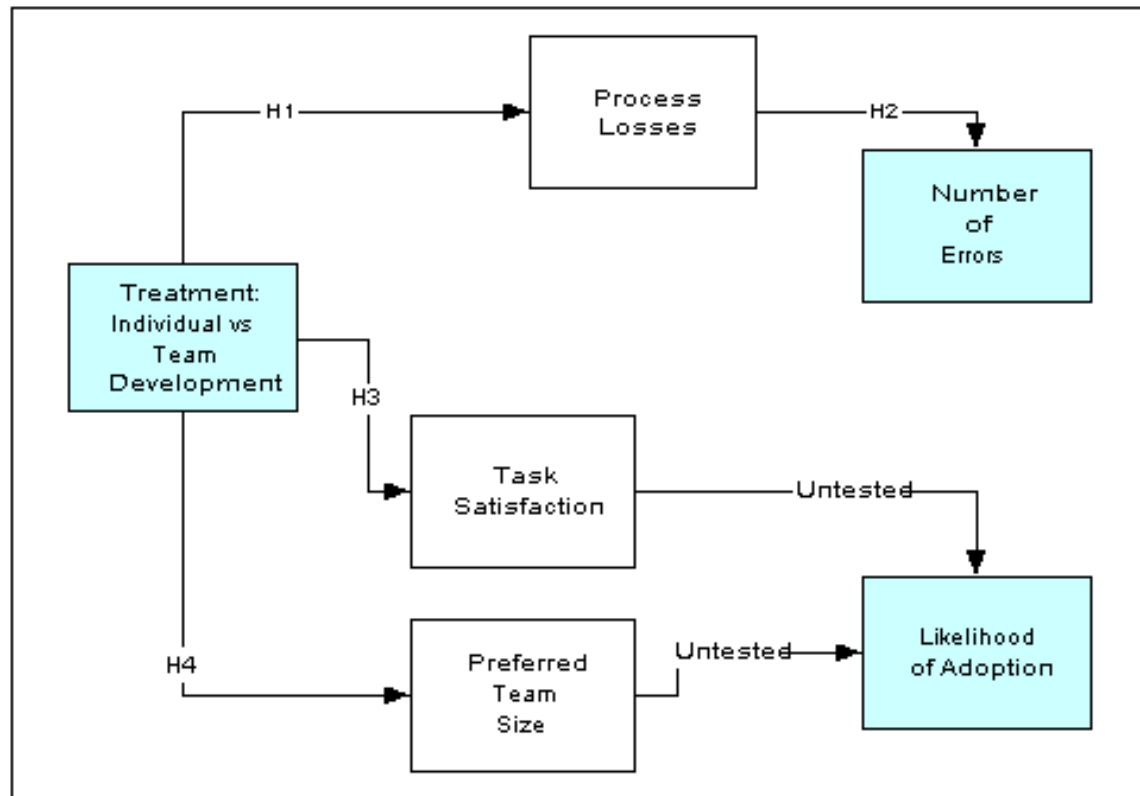 Process
Losses
H1
H2
Number
of
Errors
Treatment:
Individual vs
Team
Development
H3
Task
Satisfaction
Untested
Likelihood
of Adoption
H4
Preferred
Team
Size
Untested